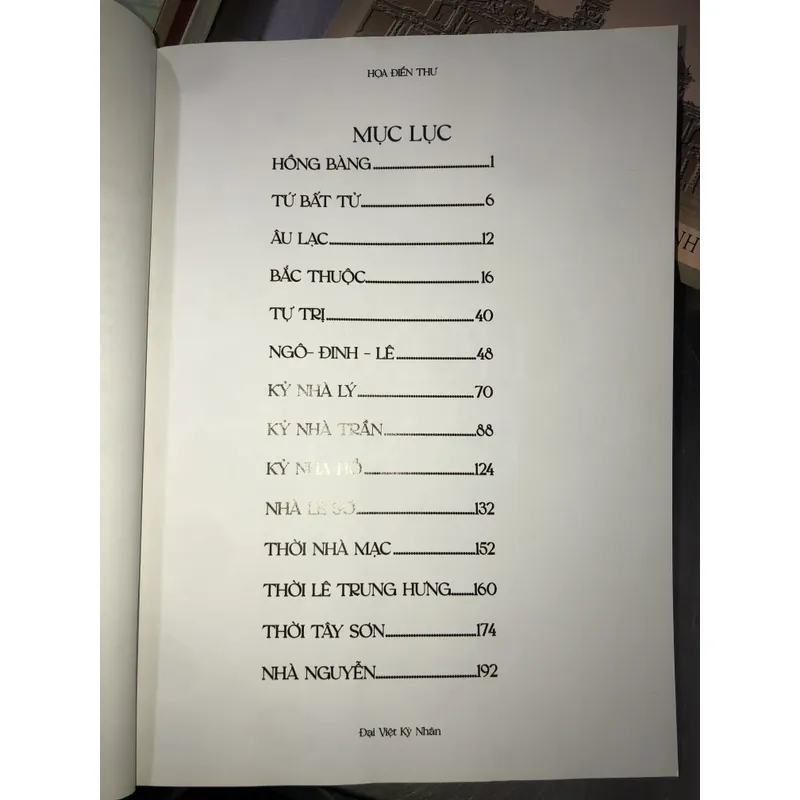 HỌA ĐIỂN THƯ
MỤC LỤC
HỒNG BÀNG 1
TỨ BẤT TỬ 6
ÂU LẠC 12
BẮC THUỘC 16
TỰ TRỊ 40
NGÔ- ĐINH - LÊ 48
KỶ NHÀ LÝ 70
KỶ NHÀ TRẦN 88
KỶ NHÀ HỒ 124
NHÀ LÊ SƠ 132
THỜI NHÀ MẠC 152
THỜI LÊ TRUNG HƯNG 160
THỜI TÂY SƠN 174
NHÀ NGUYỄN 192
Đại Việt Kỳ Nhân
NH